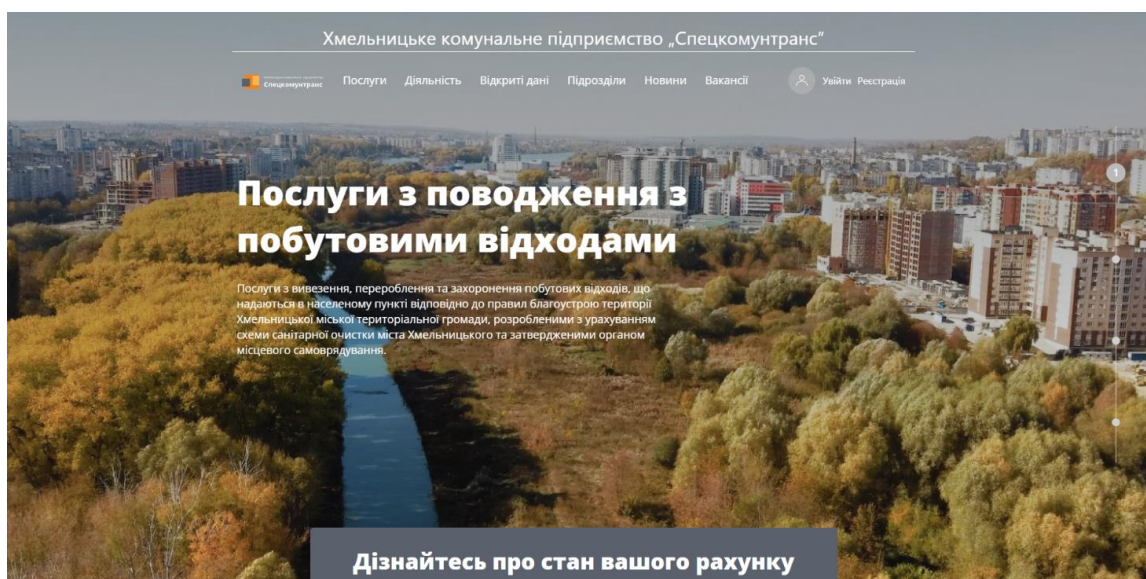 Хмельницьке комунальне підприємство „Спецкомунтранс“
Спецкомунтранс
Послуги Діяльність Відкриті дані Підрозділи Новини Вакансії Увійти Реєстрація
1
Послуги з поводження з
побутовими відходами
Послуги з вивезення, перероблення та захоронення побутових відходів, що
надаються в населеному пункті відповідно до правил благоустрою території
Хмельницької міської територіальної громади, розробленими з урахуванням
схеми санітарної очистки міста Хмельницького та затвердженими органом
місцевого самоврядування.
Дізнайтесь про стан вашого рахунку